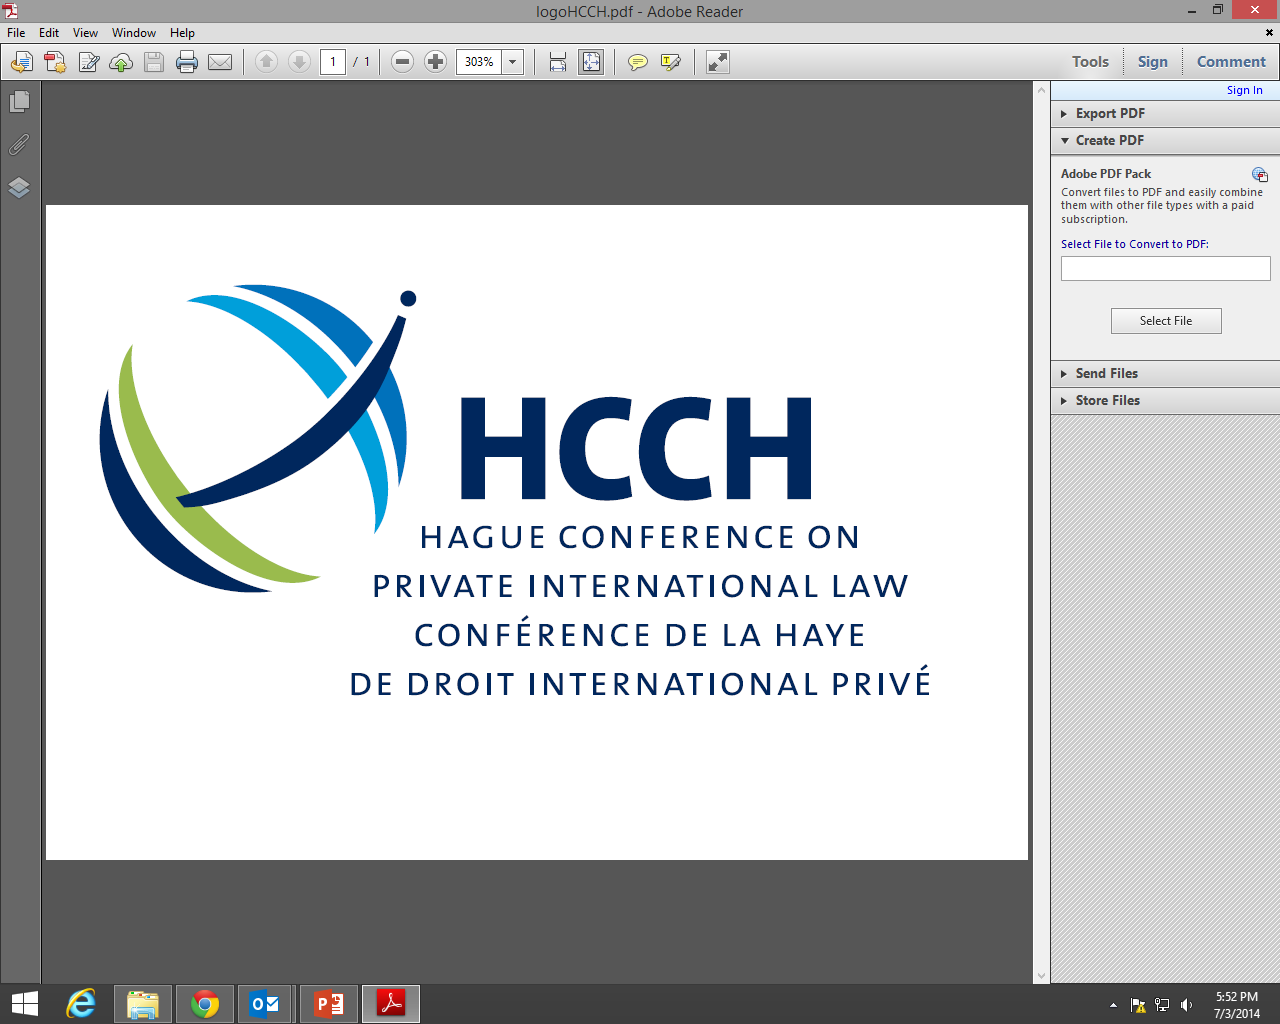 logoHCCH.pdf - Adobe Reader
File Edit View Window Help
1 / 1 303% Tools Sign Comment
Sign In
Export PDF
Create PDF
Adobe PDF Pack
Convert files to PDF and easily combine
them with other file types with a paid
subscription.
Select File to Convert to PDF:
Select File
Send Files
Store Files
HCCH
HAGUE CONFERENCE ON
PRIVATE INTERNATIONAL LAW
CONFÉRENCE DE LA HAYE
DE DROIT INTERNATIONAL PRIVÉ
5:52 PM
7/3/2014